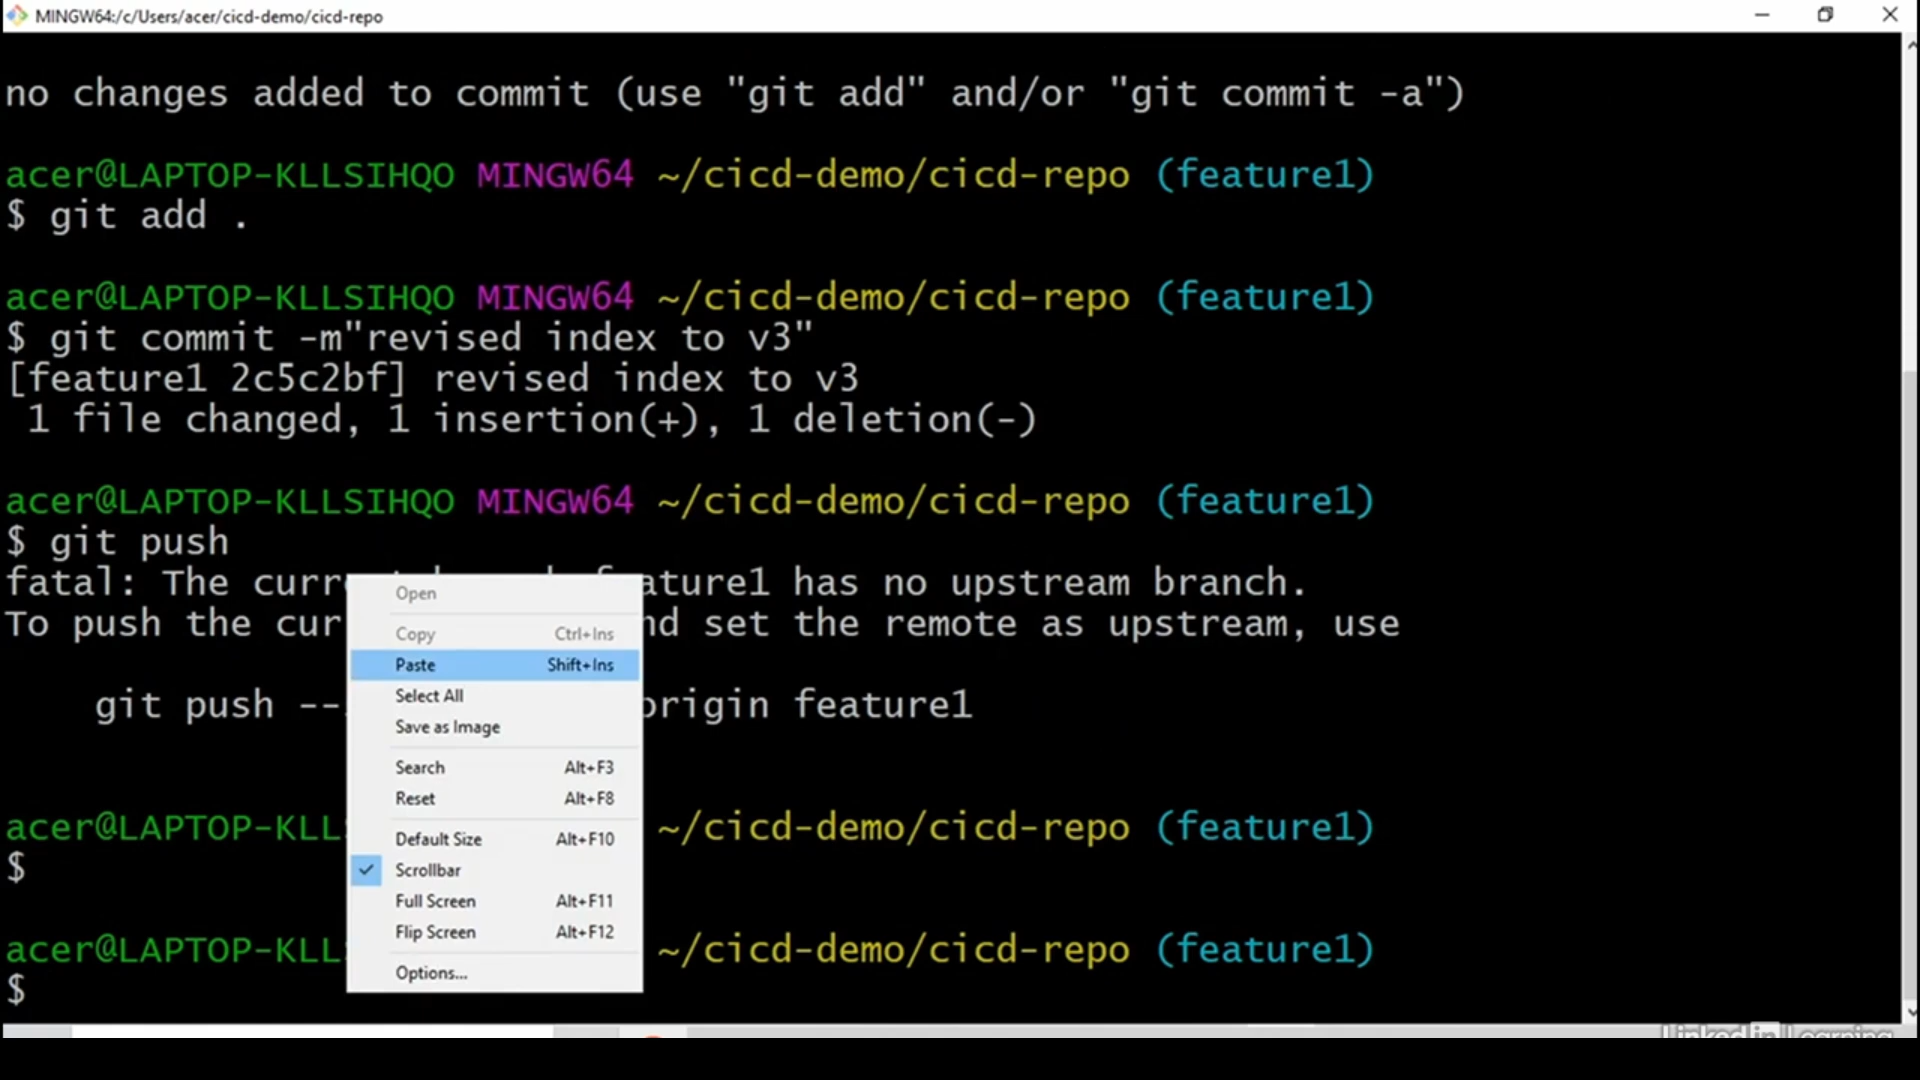 MINGW64:/c/Users/acer/cicd-demo/cicd-repo
no changes added to commit (use "git add" and/or "git commit -a")
acer@LAPTOP-KLLSIHQO MINGW64 ~/cicd-demo/cicd-repo (feature1)
$ git add .
acer@LAPTOP-KLLSIHQO MINGW64 ~/cicd-demo/cicd-repo (feature1)
$ git commit -m"revised index to v3"
[feature1 2c5c2bf] revised index to v3
1 file changed, 1 insertion(+), 1 deletion(-)
acer@LAPTOP-KLLSIHQO MINGW64 ~/cicd-demo/cicd-repo (feature1)
$ git push
fatal: The curr ature1 has no upstream branch.
To push the cur nd set the remote as upstream, use
git push -- origin feature1
acer@LAPTOP-KLL ~/cicd-demo/cicd-repo (feature1)
$
acer@LAPTOP-KLL ~/cicd-demo/cicd-repo (feature1)
$
Open
Copy Ctrl+Ins
Paste Shift+Ins
Select All
Save as Image
Search Alt+F3
Reset Alt+F8
Default Size Alt+F10
Scrollbar
Full Screen Alt+F11
Flip Screen Alt+F12
Options...
Linked in Learning